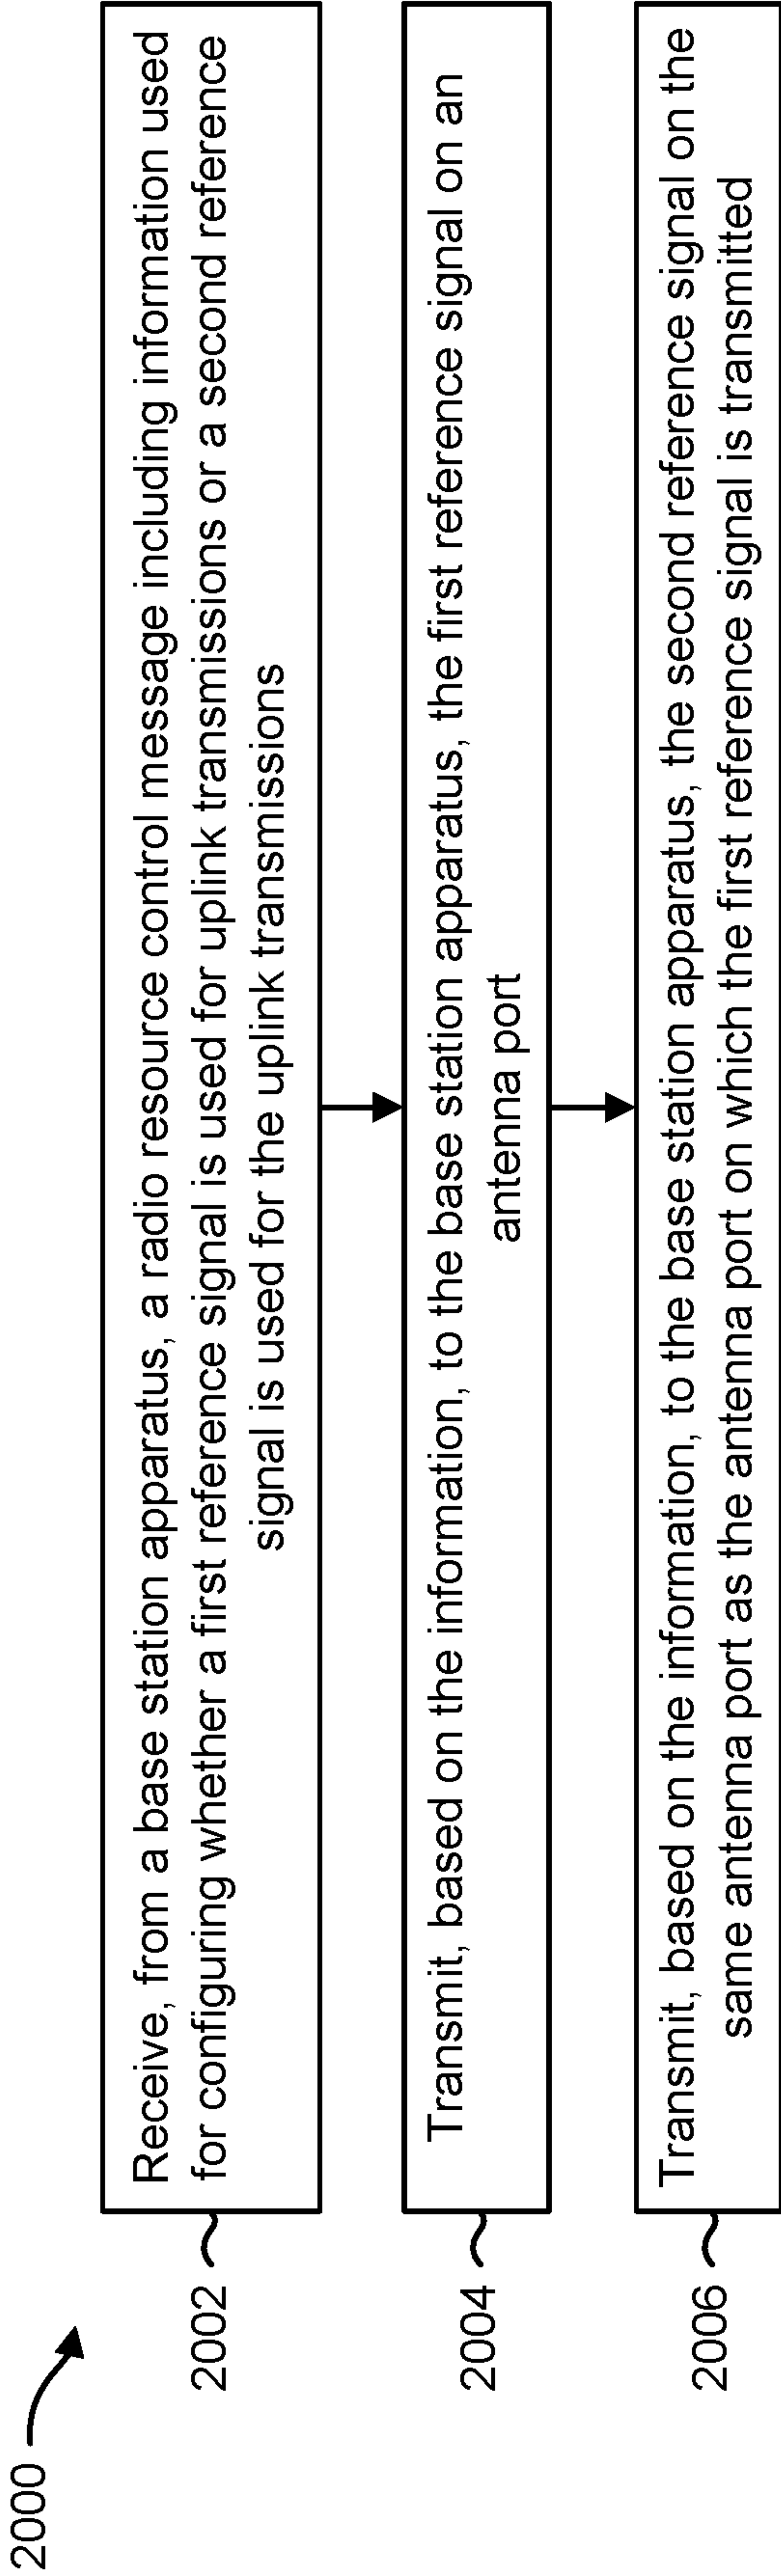 2000
2002
Receive, from a base station apparatus, a radio resource control message including information used
for configuring whether a first reference signal is used for uplink transmissions or a second reference
signal is used for the uplink transmissions
2004
Transmit, based on the information, to the base station apparatus, the first reference signal on an
antenna port
2006
Transmit, based on the information, to the base station apparatus, the second reference signal on the
same antenna port as the antenna port on which the first reference signal is transmitted